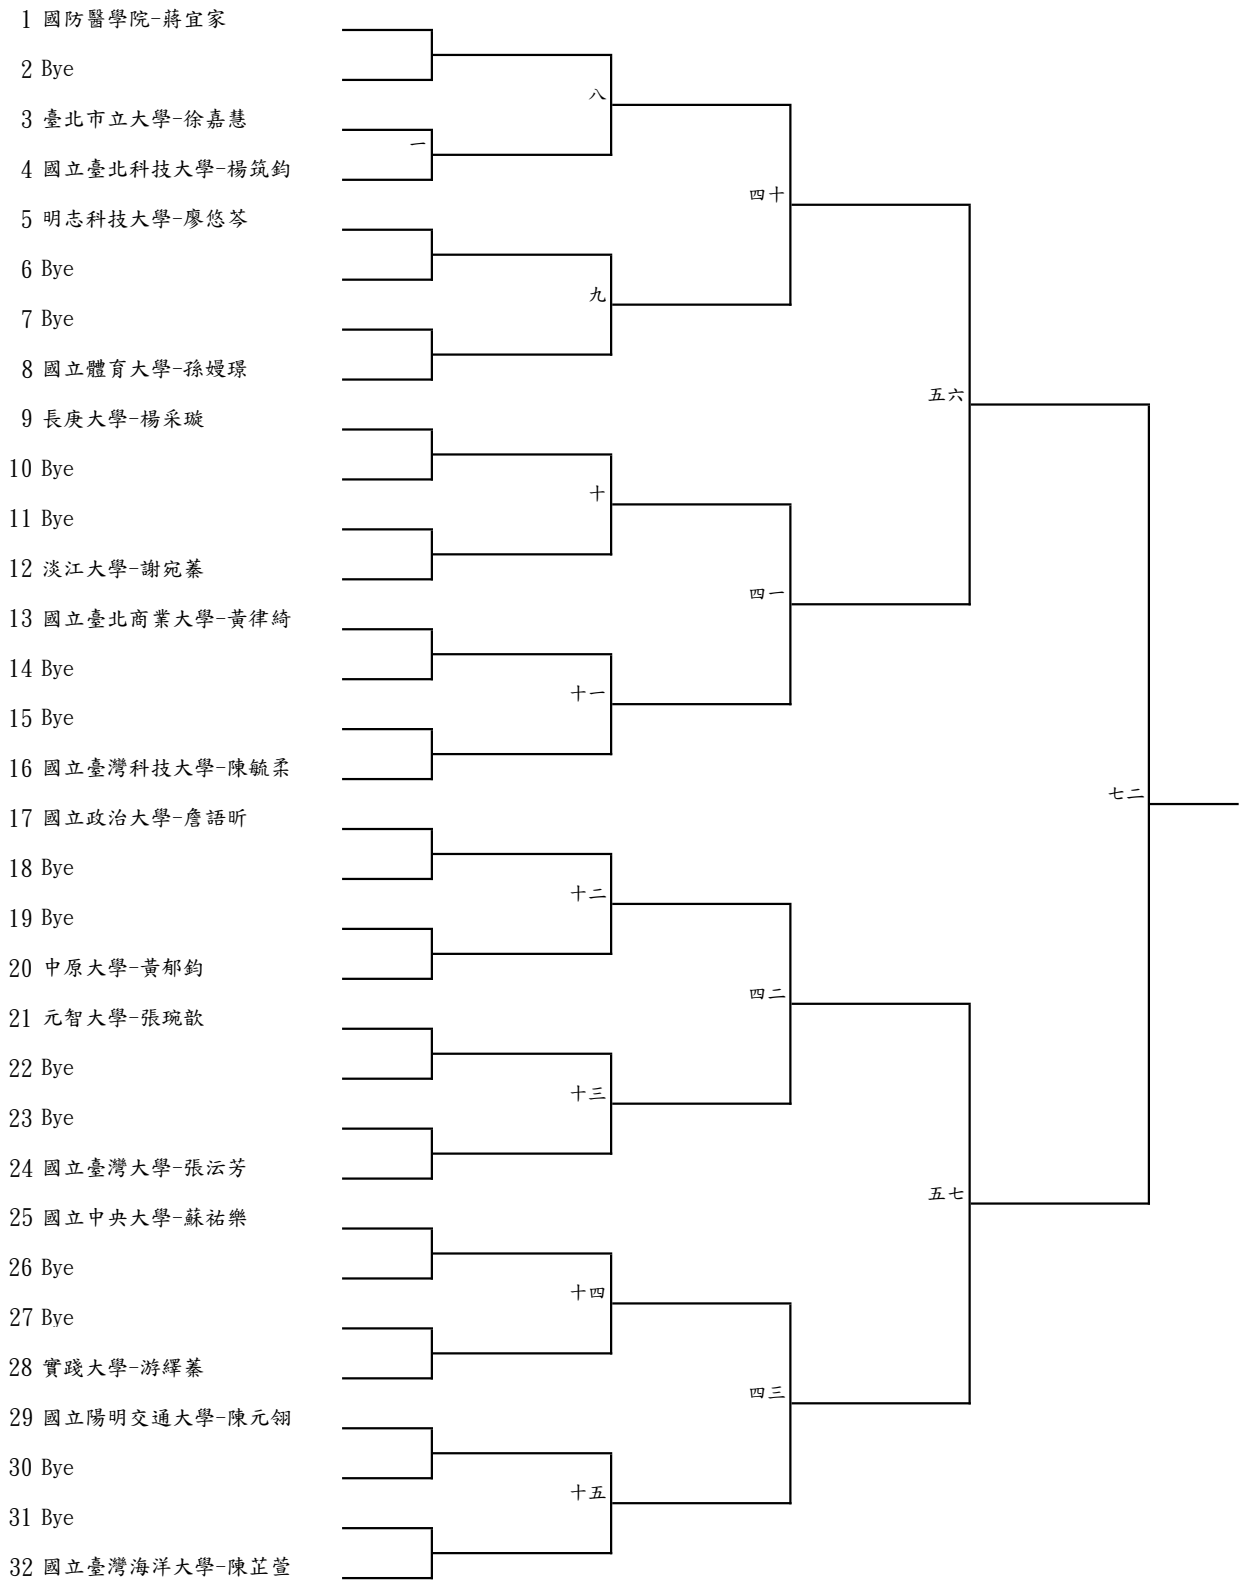 1 國防醫學院-蔣宜家
2 Bye
八
3 臺北市立大學-徐嘉慧
一
4 國立臺北科技大學-楊筑鈞
四十
5 明志科技大學-廖悠芩
6 Bye
九
7 Bye
8 國立體育大學-孫嫚璟
五六
9 長庚大學-楊采璇
10 Bye
十
11 Bye
12 淡江大學-謝宛蓁
四一
13 國立臺北商業大學-黃律綺
14 Bye
十一
15 Bye
16 國立臺灣科技大學-陳毓柔
七二
17 國立政治大學-詹語昕
18 Bye
十二
19 Bye
20 中原大學-黃郁鈞
四二
21 元智大學-張琬歆
22 Bye
十三
23 Bye
24 國立臺灣大學-張沄芳
五七
25 國立中央大學-蘇祐樂
26 Bye
十四
27 Bye
28 實踐大學-游繹蓁
四三
29 國立陽明交通大學-陳元翎
30 Bye
十五
31 Bye
32 國立臺灣海洋大學-陳芷萱